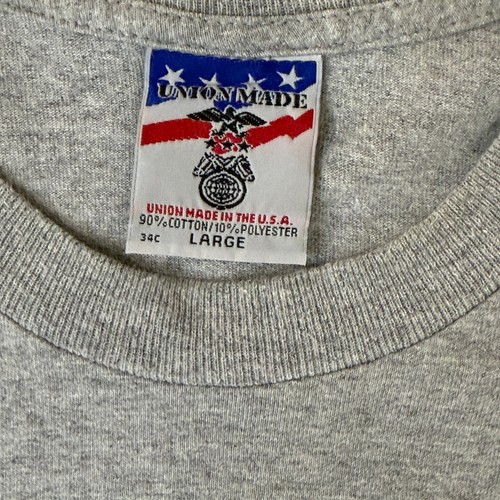 UNION MADE
UNION MADE IN THE U.S.A.
90% COTTON/10% POLYESTER
34C LARGE